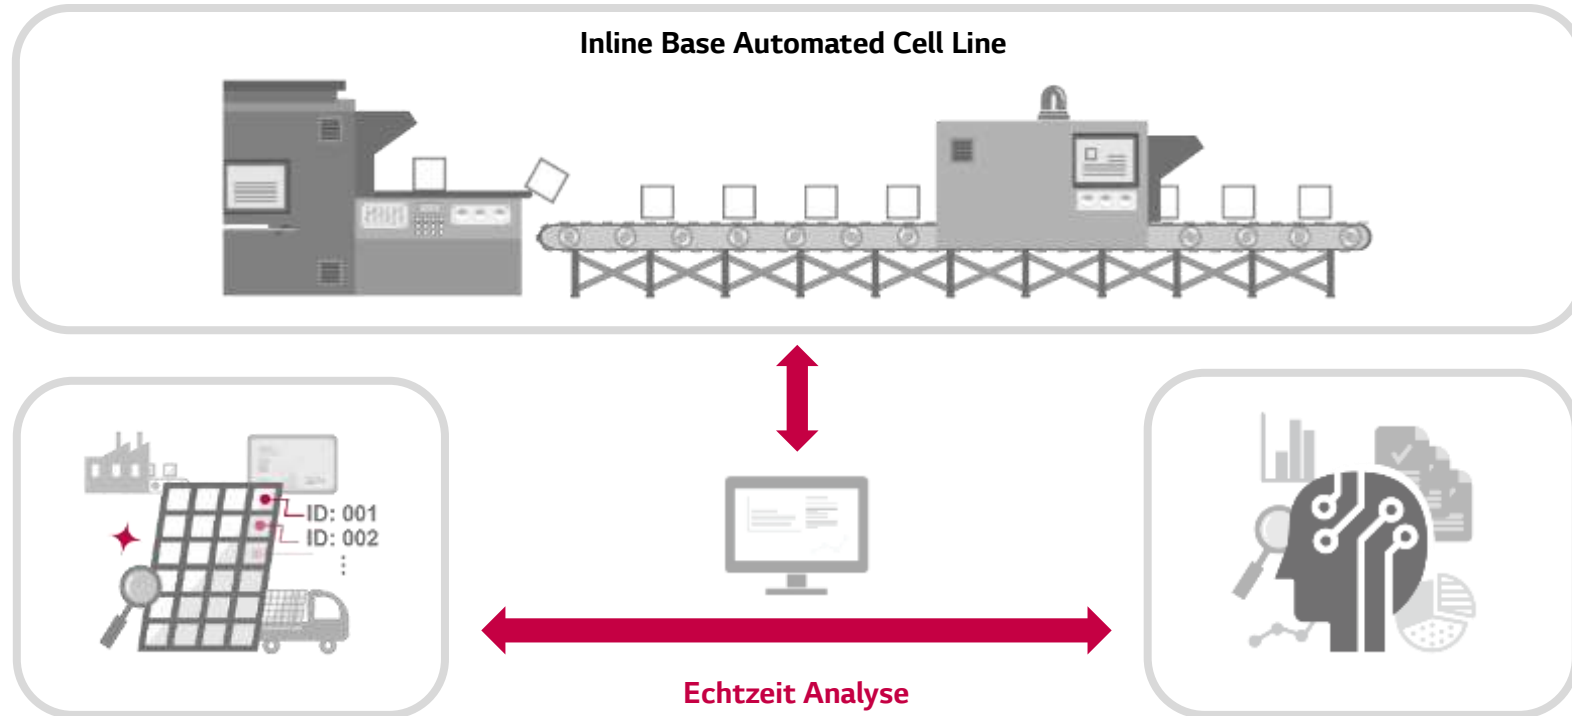 Inline Base Automated Cell Line
ID: 001
ID: 002
Echtzeit Analyse